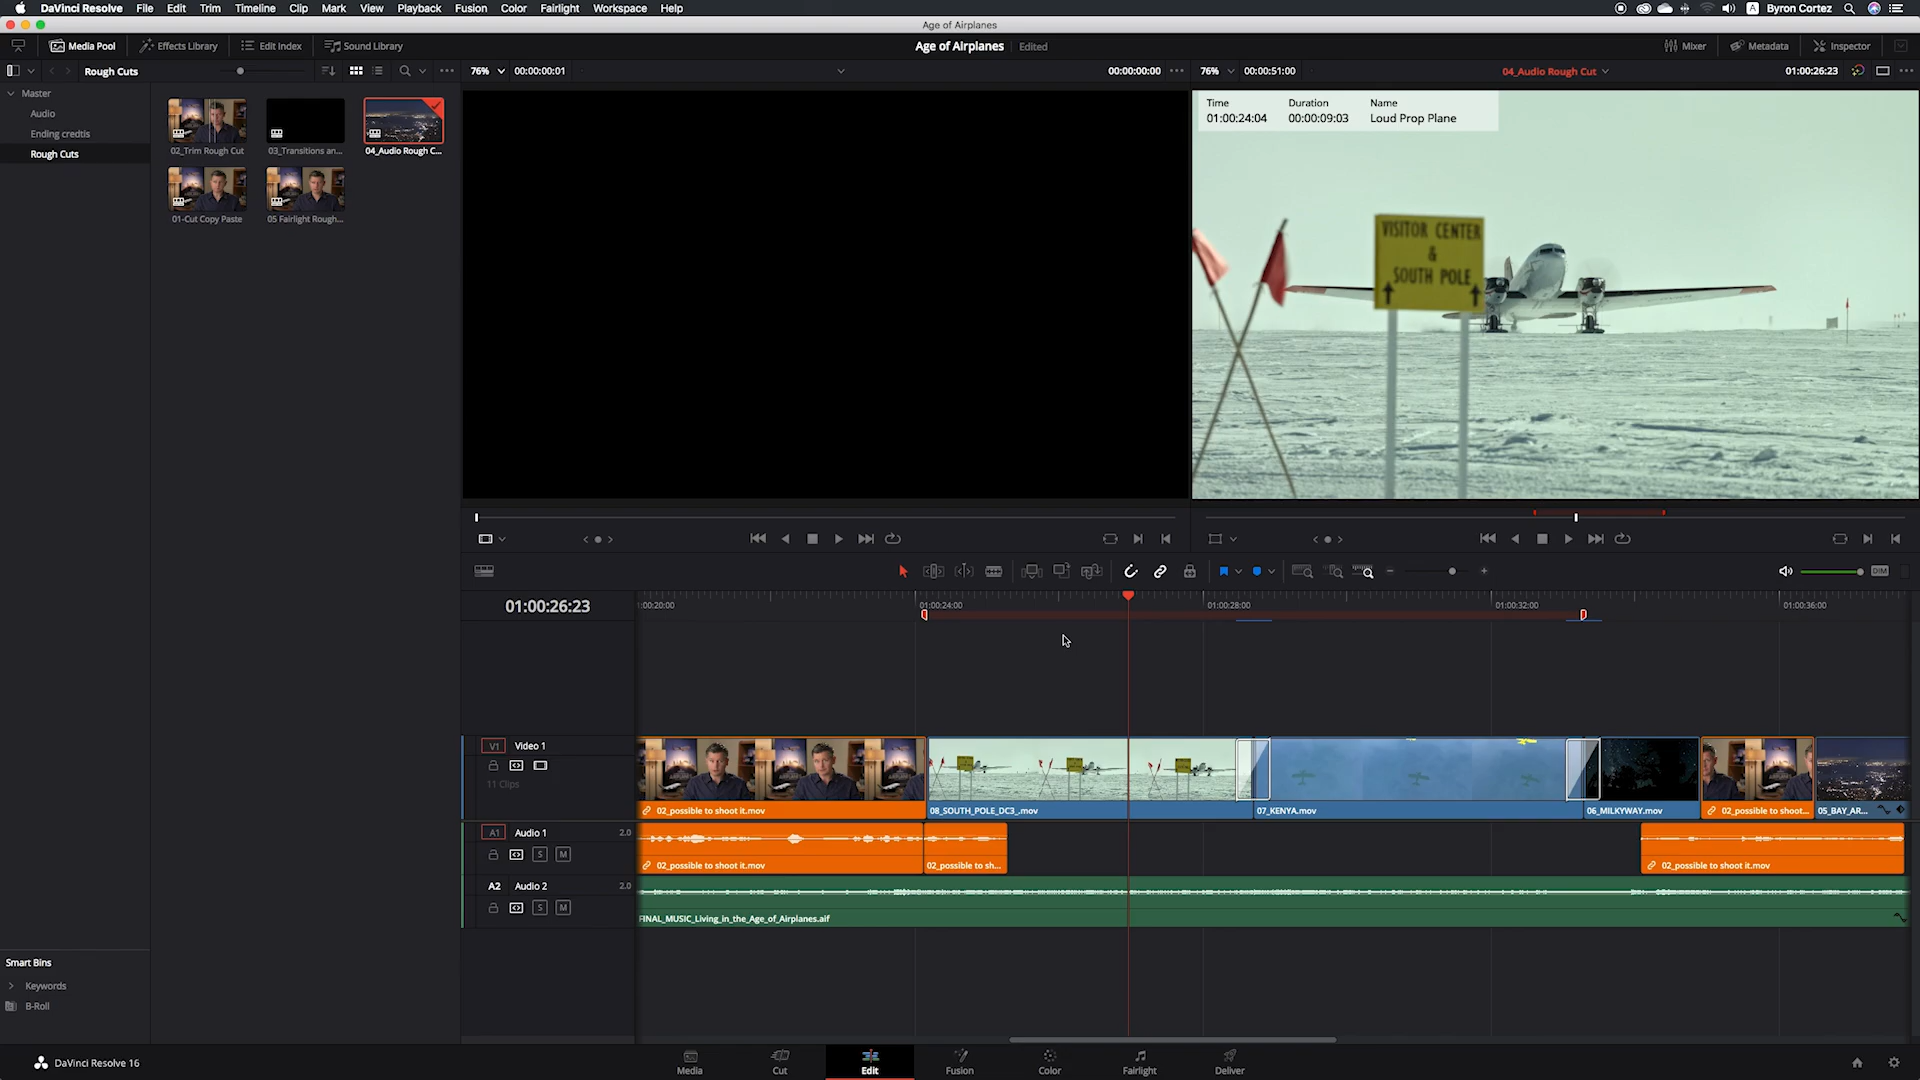 DaVinci Resolve File Edit Trim Timeline Clip Mark View Playback Fusion Color Fairlight Workspace Help
A Byron Cortez
Age of Airplanes
Media Pool Effects Library Edit Index Sound Library
Age of Airplanes Edited
Mixer Metadata Inspector
Rough Cuts
76% 00:00:00:01 00:00:00:00
76% 00:00:51:00 04_Audio Rough Cut 01:00:26:23
Master
Audio
Ending credtis
Rough Cuts
02_Trim Rough Cut
03_Transitions an...
04_Audio Rough C...
01-Cut Copy Paste
05 Fairlight Rough...
Time Duration Name
01:00:24:04 00:00:09:03 Loud Prop Plane
VISITOR CENTER
&
SOUTH POLE
DIM
01:00:26:23
:00:20:00 01:00:24:00 01:00:28:00 01:00:32:00 01:00:36:00
V1 Video 1
11 Clips
02_possible to shoot it.mov
08_SOUTH_POLE_DC3_.mov
07_KENYA.mov
06_MILKYWAY.mov
02_possible to shoot...
05_BAY_AR...
A1 Audio 1 2.0
S M
02_possible to shoot it.mov
02_possible to sh...
02_possible to shoot it.mov
A2 Audio 2 2.0
S M
FINAL_MUSIC_Living_in_the_Age_of_Airplanes.aif
Smart Bins
Keywords
B-Roll
DaVinci Resolve 16
Media Cut Edit Fusion Color Fairlight Deliver